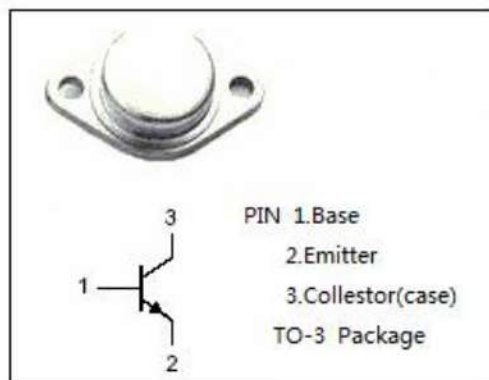 3
1
2
PIN 1.Base
2.Emitter
3.Collestor(case)
TO-3 Package